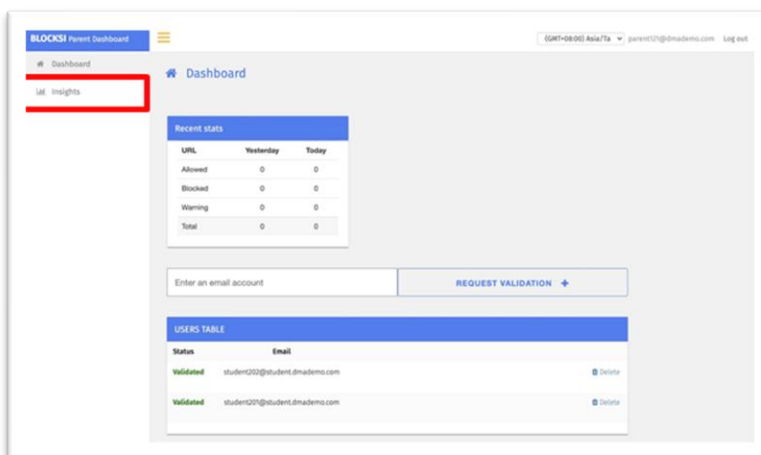 BLOCKSI Parent Dashboard
(GMT+08:00) Asia/Ta
parent121@dmademo.com
Log out
Dashboard
Insights
Dashboard
Recent stats
URL Yesterday Today
Allowed 0 0
Blocked 0 0
Warning 0 0
Total 0 0
Enter an email account
REQUEST VALIDATION +
USERS TABLE
Status Email
Validated student202@student.dmademo.com Delete
Validated student201@student.dmademo.com Delete